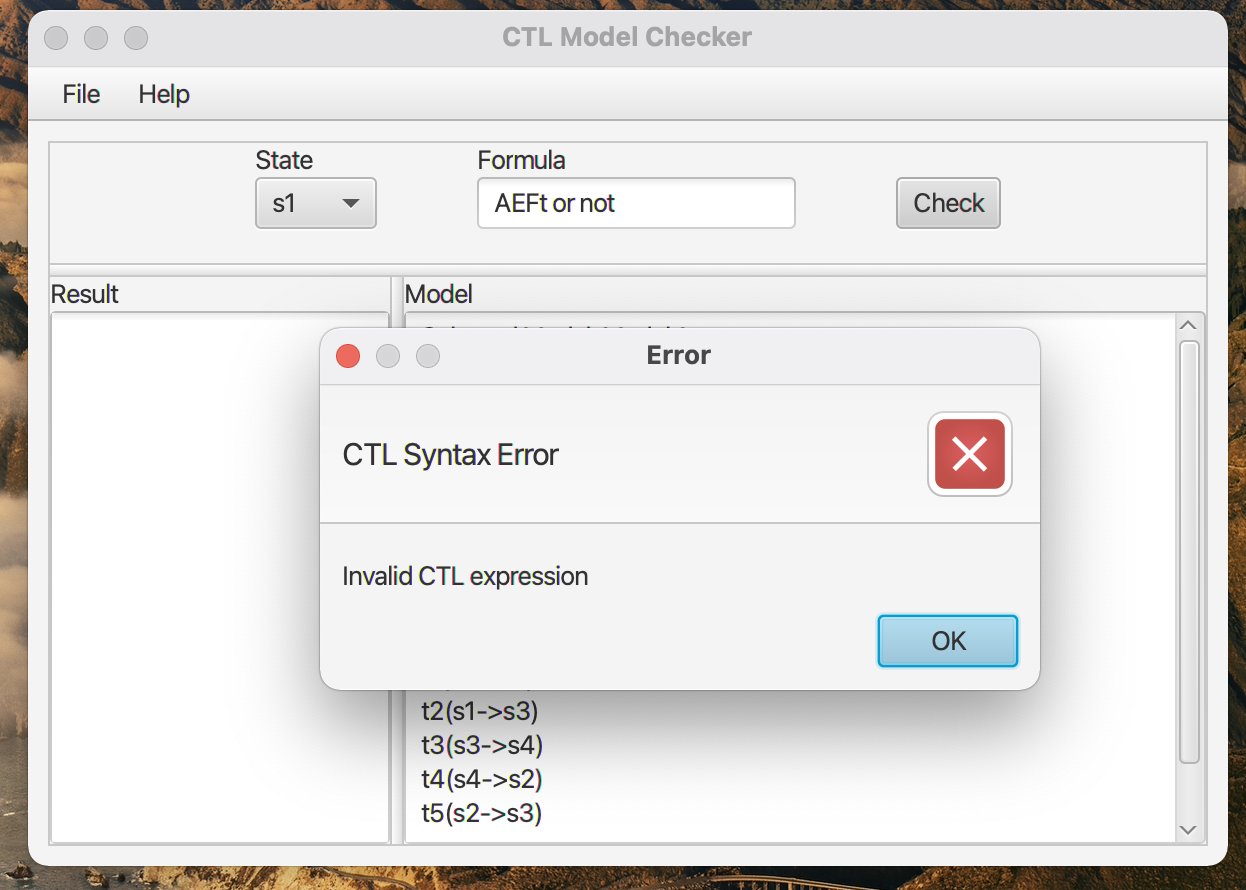 CTL Model Checker
File Help
State
Formula
s1
AEFt or not
Check
Result
Model
Error
CTL Syntax Error
Invalid CTL expression
OK
t2(s1->s3)
t3(s3->s4)
t4(s4->s2)
t5(s2->s3)